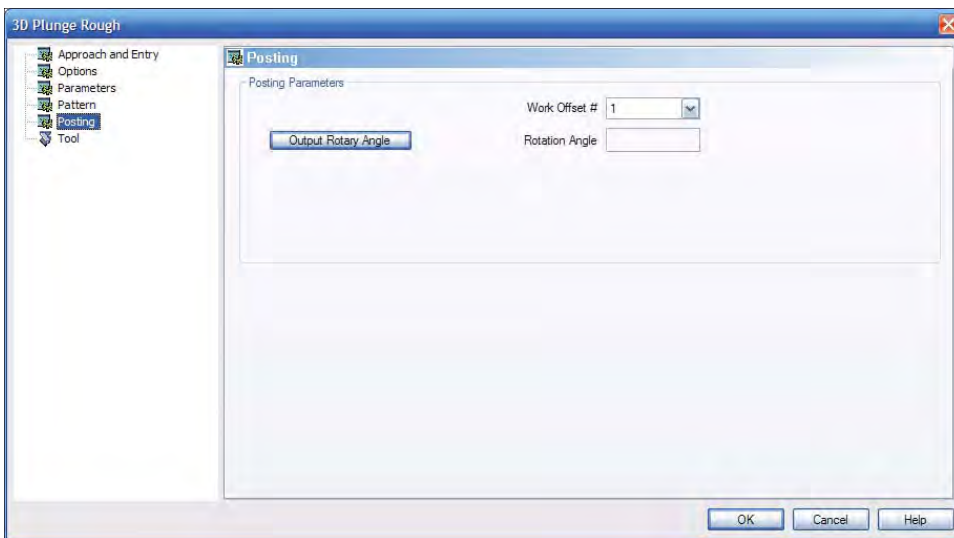 3D Plunge Rough
Approach and Entry
Options
Parameters
Pattern
Posting
Tool
Posting
Posting Parameters
Work Offset # 1
Output Rotary Angle
Rotation Angle
OK
Cancel
Help